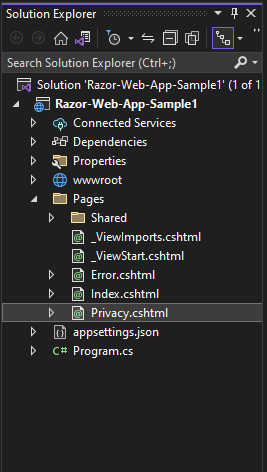 Solution Explorer
Search Solution Explorer (Ctrl+;)
Solution 'Razor-Web-App-Sample1' (1 of 1
Razor-Web-App-Sample1
Connected Services
Dependencies
Properties
wwwroot
Pages
Shared
_ViewImports.cshtml
_ViewStart.cshtml
Error.cshtml
Index.cshtml
Privacy.cshtml
appsettings.json
C# Program.cs